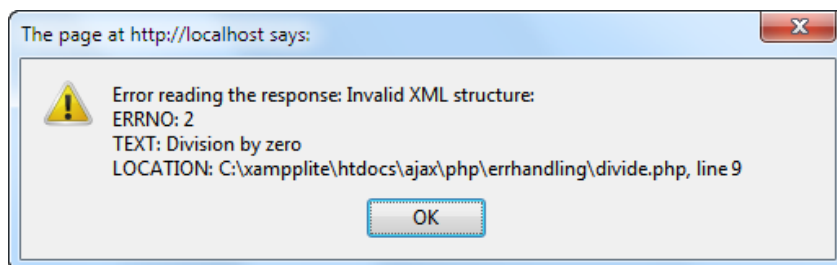 The page at http://localhost says:
Error reading the response: Invalid XML structure:
ERRNO: 2
TEXT: Division by zero
LOCATION: C:\xampplite\htdocs\ajax\php\errhandling\divide.php, line 9
OK